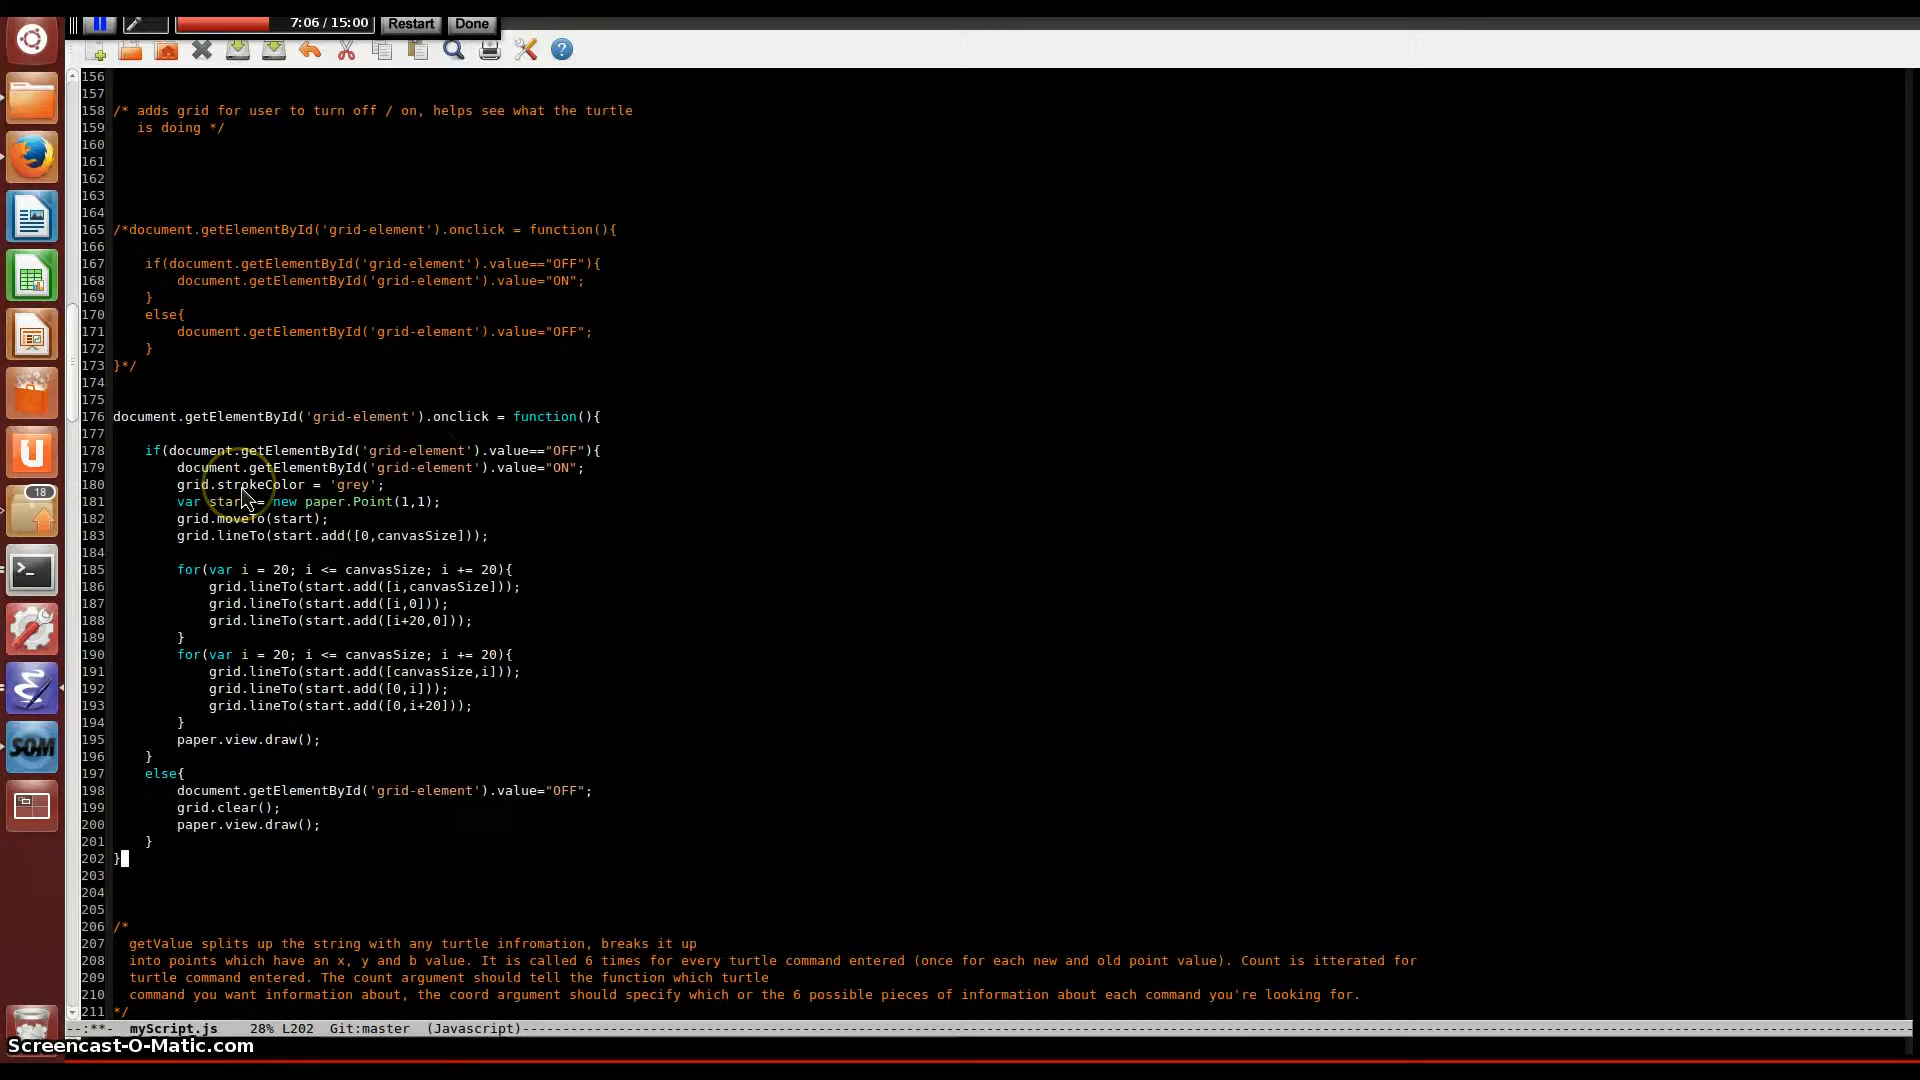 7:06 / 15:00 Restart Done
156
157
158 /* adds grid for user to turn off / on, helps see what the turtle
159 is doing */
160
161
162
163
164
165 /*document.getElementById('grid-element').onclick = function(){
166
167 if(document.getElementById('grid-element').value=="OFF"){
168 document.getElementById('grid-element').value="ON";
169 }
170 else{
171 document.getElementById('grid-element').value="OFF";
172 }
173 }*/
174
175
176 document.getElementById('grid-element').onclick = function(){
177
178 if(document.getElementById('grid-element').value=="OFF"){
179 document.getElementById('grid-element').value="ON";
180 grid.strokeColor = 'grey';
181 var start = new paper.Point(1,1);
182 grid.moveTo(start);
183 grid.lineTo(start.add([0,canvasSize]));
184
185 for(var i = 20; i <= canvasSize; i += 20){
186 grid.lineTo(start.add([i,canvasSize]));
187 grid.lineTo(start.add([i,0]));
188 grid.lineTo(start.add([i+20,0]));
189 }
190 for(var i = 20; i <= canvasSize; i += 20){
191 grid.lineTo(start.add([canvasSize,i]));
192 grid.lineTo(start.add([0,i]));
193 grid.lineTo(start.add([0,i+20]));
194 }
195 paper.view.draw();
196 }
197 else{
198 document.getElementById('grid-element').value="OFF";
199 grid.clear();
200 paper.view.draw();
201 }
202 }
203
204
205
206 /*
207 getValue splits up the string with any turtle infromation, breaks it up
208 into points which have an x, y and b value. It is called 6 times for every turtle command entered (once for each new and old point value). Count is itterated for
209 turtle command entered. The count argument should tell the function which turtle
210 command you want information about, the coord argument should specify which or the 6 possible pieces of information about each command you're looking for.
211 */
18
SOM
--:**- myScript.js 28% L202 Git:master (Javascript)
Screencast-O-Matic.com